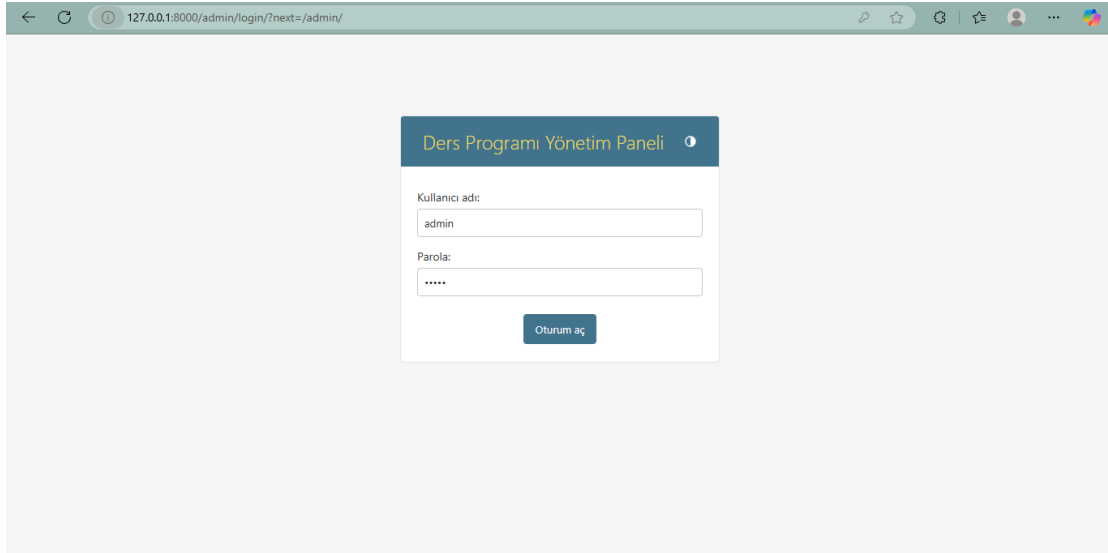 127.0.0.1:8000/admin/login/?next=/admin/
Ders Programı Yönetim Paneli
Kullanıcı adı:
admin
Parola:
•••••
Oturum aç